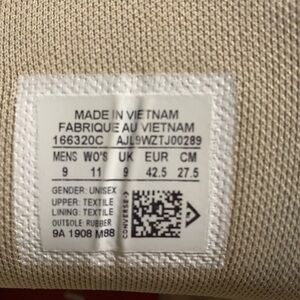 MADE IN VIETNAM
FABRIQUE AU VIETNAM
166320C AJL9WZTJ00289
MENS WO'S UK EUR CM
9 11 9 42.5 27.5
GENDER: UNISEX
UPPER: TEXTILE
LINING: TEXTILE
OUTSOLE: RUBBER
9A 1908 M88
CONVERSE